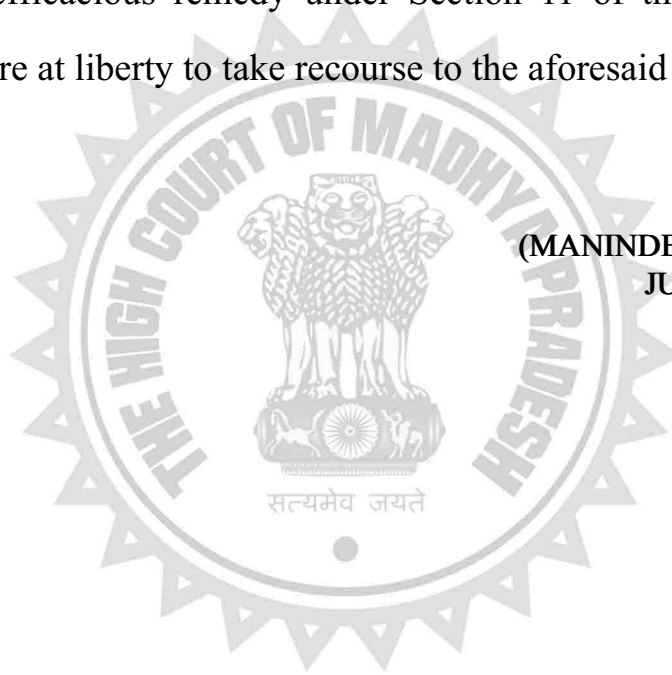 efficacious remedy under Section 11 of th
re at liberty to take recourse to the aforesaid
(MANINDE
JU
THE HIGH COURT OF MADHYA PRADESH
सत्यमेव जयते